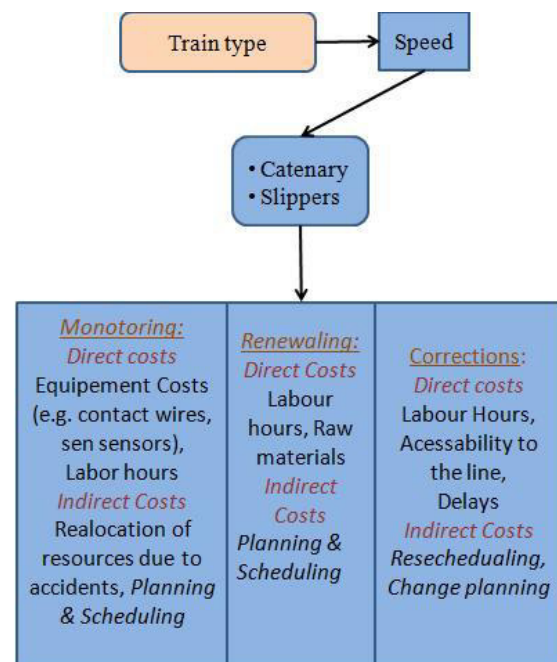 Train type
Speed
• Catenary
• Slippers
Monotoring:
Direct costs
Equipement Costs
(e.g. contact wires,
sen sensors),
Labor hours
Indirect Costs
Realocation of
resources due to
accidents, Planning
& Scheduling
Renewaling:
Direct Costs
Labour
hours, Raw
materials
Indirect
Costs
Planning &
Scheduling
Corrections:
Direct costs
Labour Hours,
Acessability to
the line,
Delays
Indirect Costs
Resechedualing,
Change planning